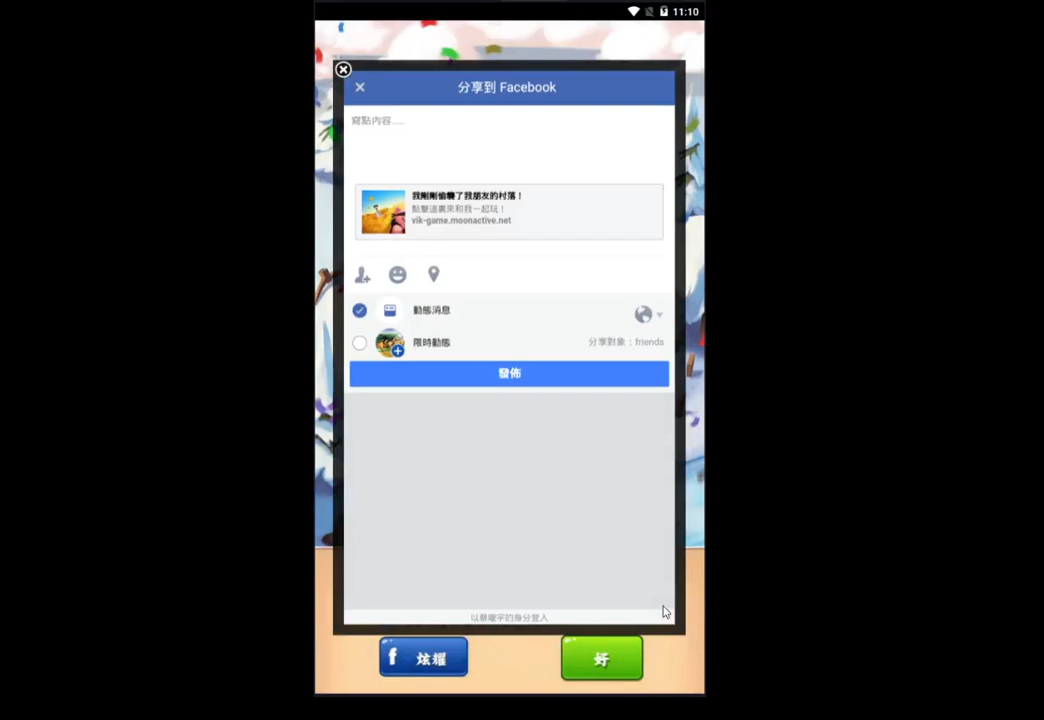 11:10
分享到 Facebook
寫點內容......
我剛剛偷襲了我朋友的村落！
點擊這裏來和我一起玩！
vik-game.moonactive.net
動態消息
限時動態
分享對象：friends
發佈
以蔡曜宇的身分登入
f 炫耀
好